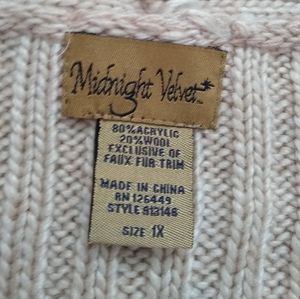 Midnight Velvet
80% ACRYLIC
20% WOOL
EXCLUSIVE OF
FAUX FUR TRIM
MADE IN CHINA
RN 126449
STYLE 913148
SIZE 1X